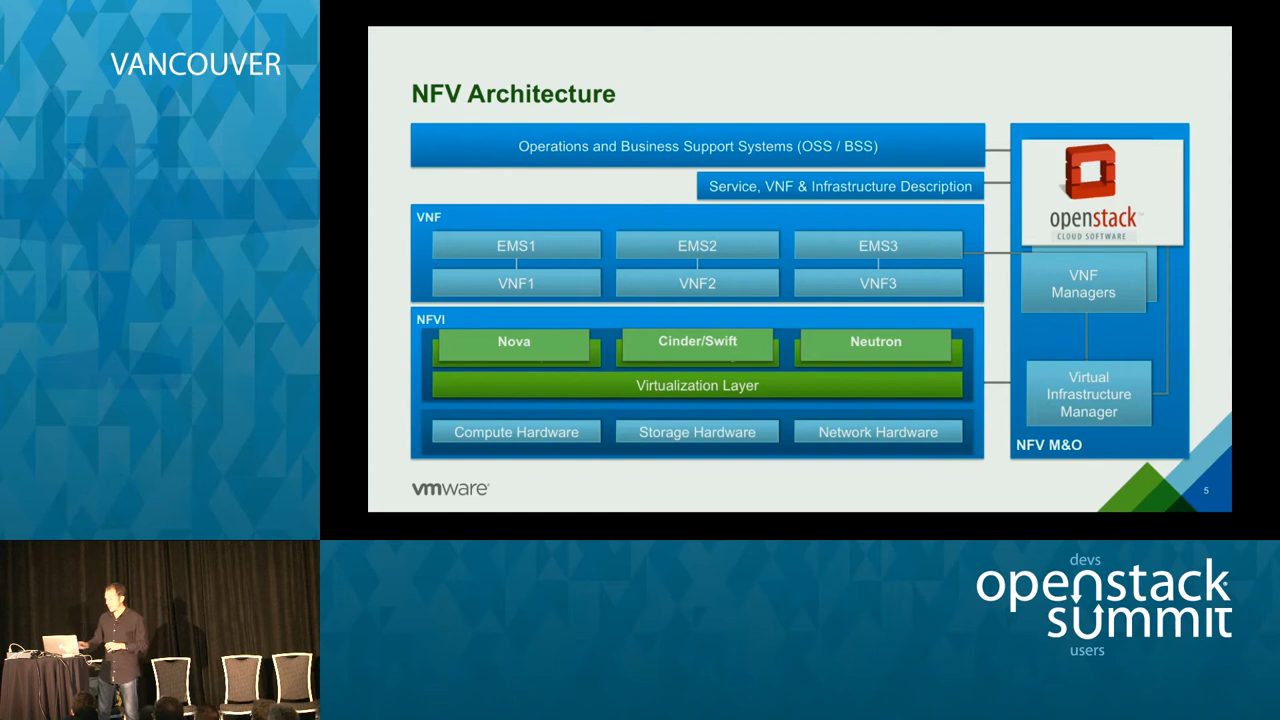 VANCOUVER
NFV Architecture
Operations and Business Support Systems (OSS / BSS)
Service, VNF & Infrastructure Description
VNF
EMS1
EMS2
EMS3
VNF1
VNF2
VNF3
NFVI
Nova
Cinder/Swift
Neutron
Virtualization Layer
Compute Hardware
Storage Hardware
Network Hardware
openstack
CLOUD SOFTWARE
VNF
Managers
Virtual
Infrastructure
Manager
NFV M&O
vmware
5
devs
openstack
summit
users